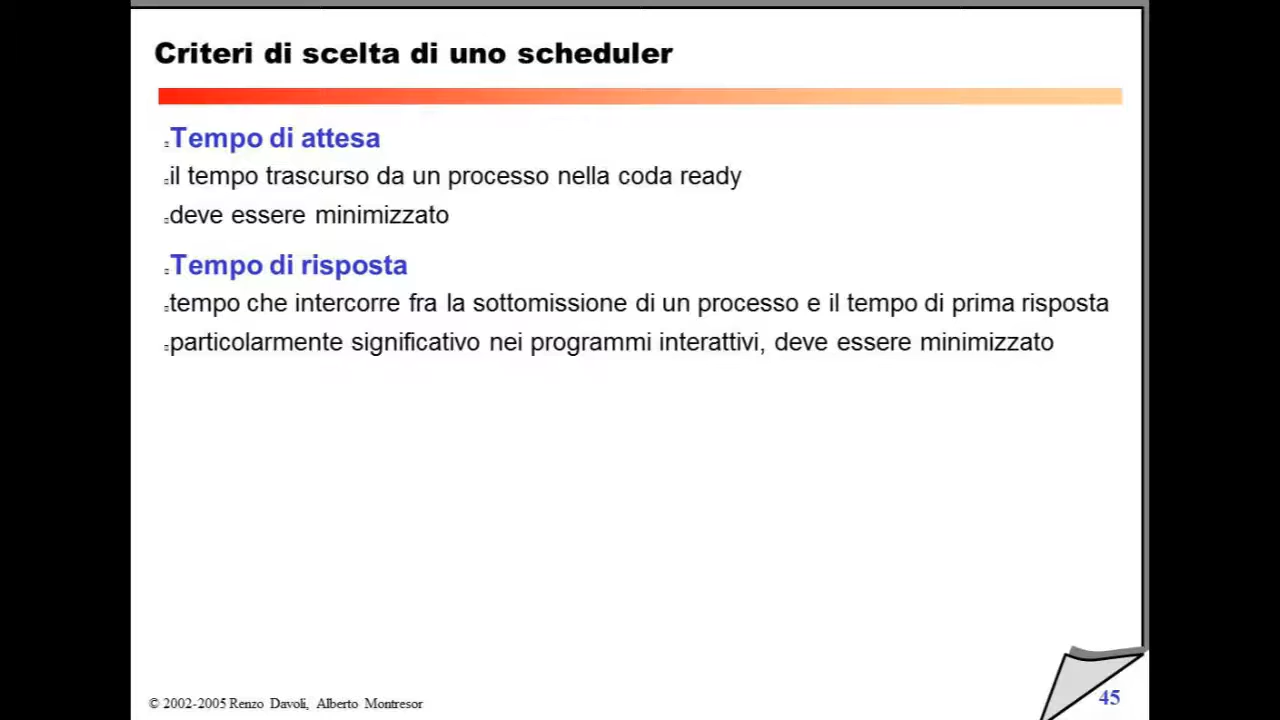 Criteri di scelta di uno scheduler
Tempo di attesa
il tempo trascurso da un processo nella coda ready
deve essere minimizzato
Tempo di risposta
tempo che intercorre fra la sottomissione di un processo e il tempo di prima risposta
particolarmente significativo nei programmi interattivi, deve essere minimizzato
© 2002-2005 Renzo Davoli, Alberto Montresor
45